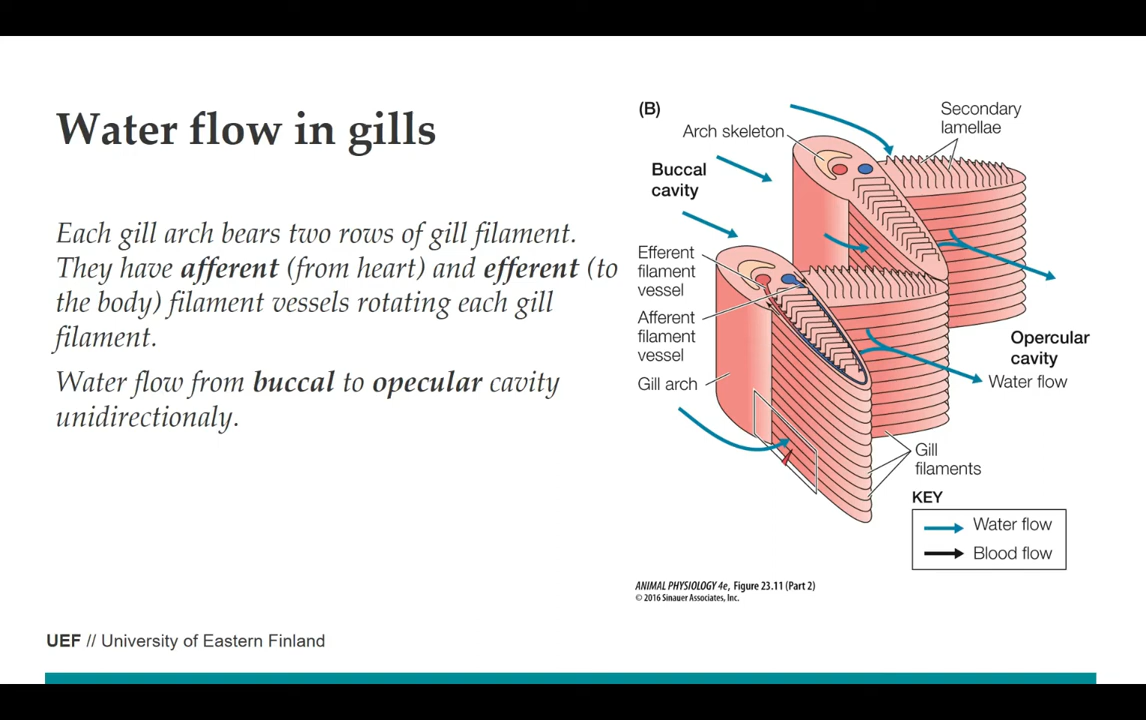 Water flow in gills
Each gill arch bears two rows of gill filament.
They have afferent (from heart) and efferent (to
the body) filament vessels rotating each gill
filament.
Water flow from buccal to opecular cavity
unidirectionaly.
(B)
Arch skeleton
Secondary
lamellae
Buccal
cavity
Efferent
filament
vessel
Afferent
filament
vessel
Gill arch
Opercular
cavity
Water flow
Gill
filaments
KEY
Water flow
Blood flow
ANIMAL PHYSIOLOGY 4e, Figure 23.11 (Part 2)
© 2016 Sinauer Associates, Inc.
UEF // University of Eastern Finland